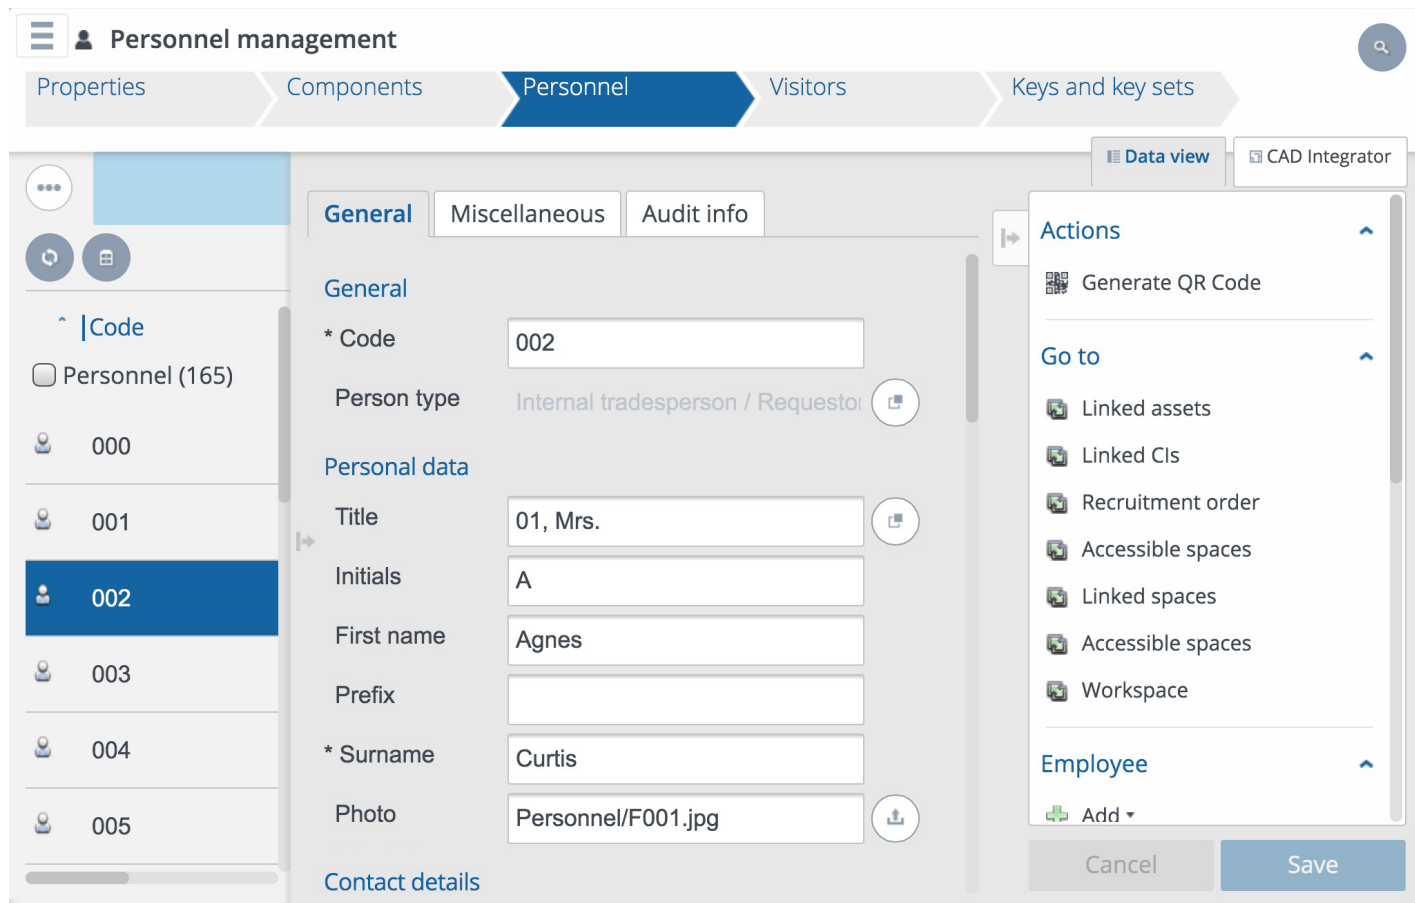 Personnel management
Properties
Components
Personnel
Visitors
Keys and key sets
Data view
CAD Integrator
Code
Personnel (165)
000
001
002
003
004
005
General
Miscellaneous
Audit info
General
* Code
002
Person type
Internal tradesperson / Requestor
Personal data
Title
01, Mrs.
Initials
A
First name
Agnes
Prefix
* Surname
Curtis
Photo
Personnel/F001.jpg
Contact details
Actions
Generate QR Code
Go to
Linked assets
Linked CIs
Recruitment order
Accessible spaces
Linked spaces
Accessible spaces
Workspace
Employee
Add
Cancel
Save